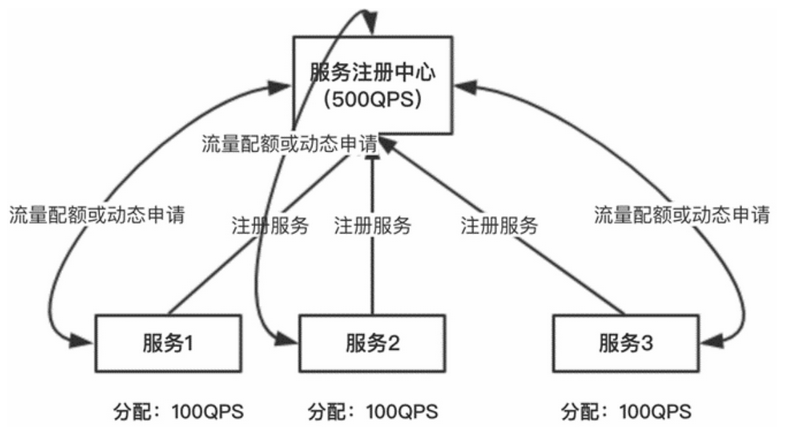 服务注册中心
（500QPS）
流量配额或动态申请
流量配额或动态申请
流量配额或动态申请
注册服务
注册服务
注册服务
服务1
服务2
服务3
分配：100QPS
分配：100QPS
分配：100QPS